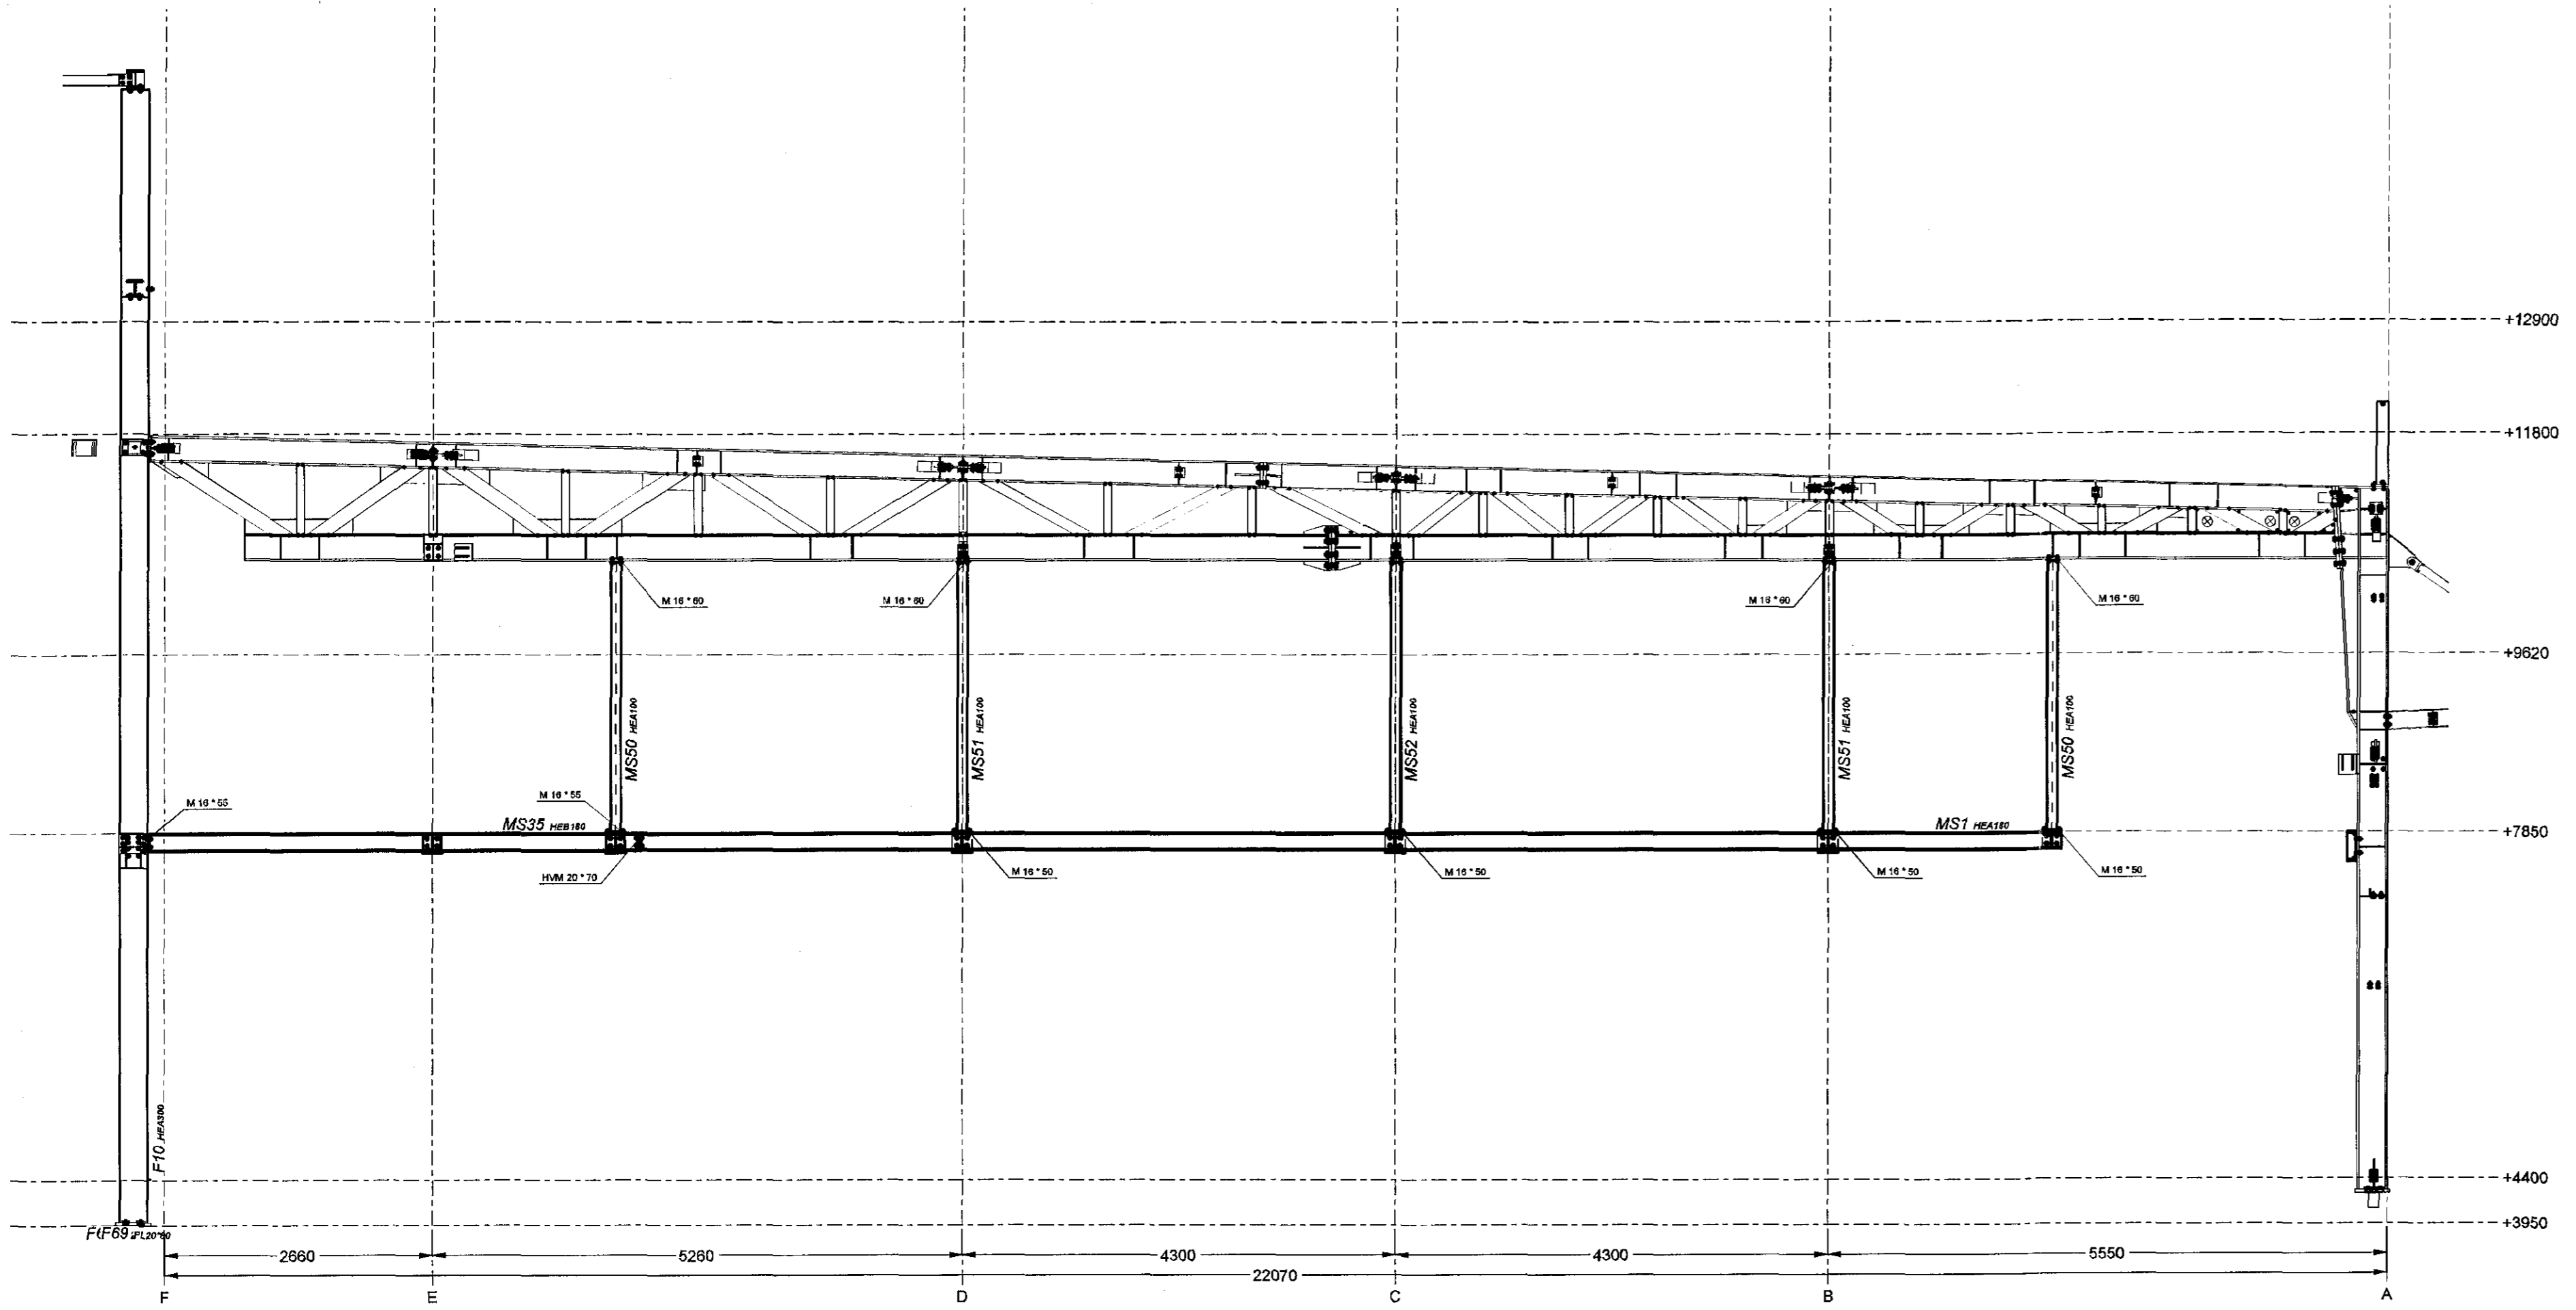 +12900
+11800
M 16 * 60
M 16 * 60
M 16 * 60
M 16 * 60
+9620
MS50 HEA100
MS51 HEA100
MS52 HEA100
MS51 HEA100
MS50 HEA100
M 16 * 55
M 16 * 55
MS35 HEB180
MS1 HEA180
+7850
HVM 20 * 70
M 16 * 50
M 16 * 50
M 16 * 50
M 16 * 50
F10 HEA300
+4400
+3950
F69
2660
5260
4300
4300
5550
22070
F
E
D
C
B
A